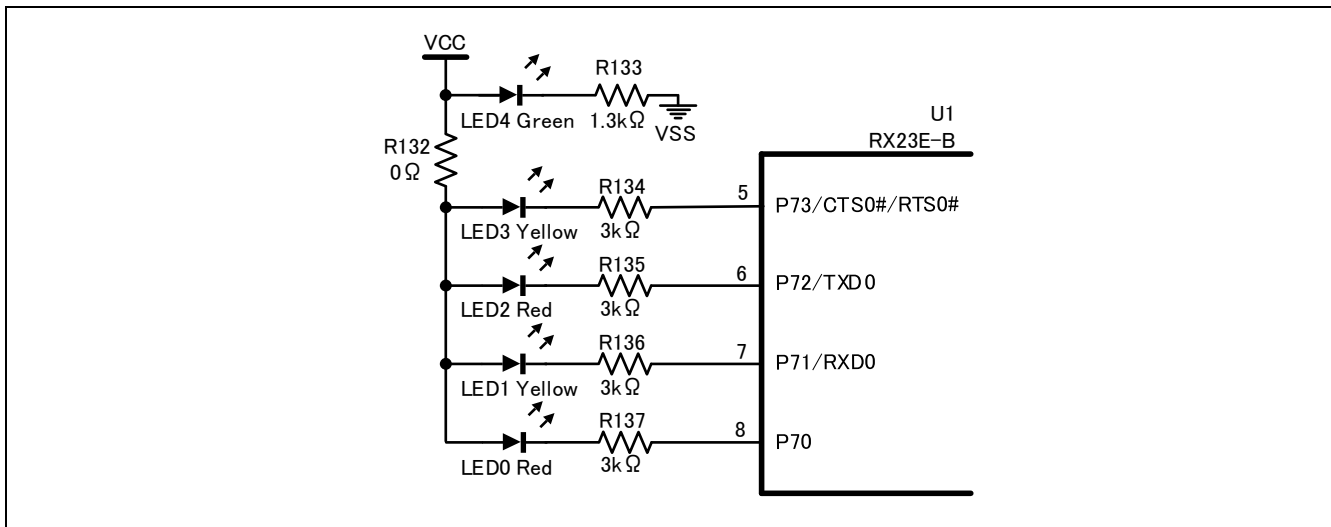 VCC
R133
LED4 Green
1.3kΩ
VSS
U1
RX23E-B
R132
0Ω
R134
5
P73/CTS0#/RTS0#
LED3 Yellow
3kΩ
R135
6
P72/TXD0
LED2 Red
3kΩ
R136
7
P71/RXD0
LED1 Yellow
3kΩ
R137
8
P70
LED0 Red
3kΩ